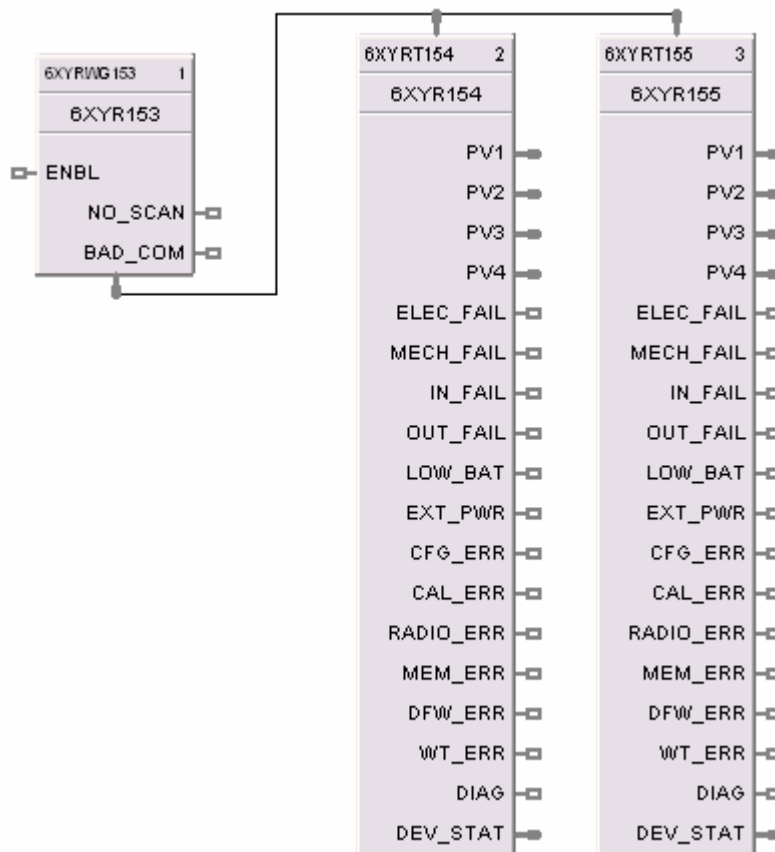 6XYRWG153 1
6XYR153
ENBL
NO_SCAN
BAD_COM
6XYRT154 2
6XYR154
PV1
PV2
PV3
PV4
ELEC_FAIL
MECH_FAIL
IN_FAIL
OUT_FAIL
LOW_BAT
EXT_PWR
CFG_ERR
CAL_ERR
RADIO_ERR
MEM_ERR
DFW_ERR
WT_ERR
DIAG
DEV_STAT
6XYRT155 3
6XYR155
PV1
PV2
PV3
PV4
ELEC_FAIL
MECH_FAIL
IN_FAIL
OUT_FAIL
LOW_BAT
EXT_PWR
CFG_ERR
CAL_ERR
RADIO_ERR
MEM_ERR
DFW_ERR
WT_ERR
DIAG
DEV_STAT